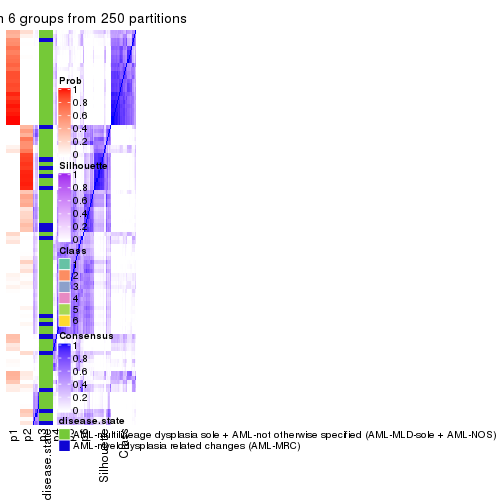 n 6 groups from 250 partitions
Prob
1
0.8
0.6
0.4
0.2
0
Silhouette
1
0.8
0.6
0.4
0.2
0
Class
1
2
3
4
5
6
Consensus
1
0.8
0.6
0.4
0.2
0
disease.state
AML-multilineage dysplasia sole + AML-not otherwise specified (AML-MLD-sole + AML-NOS)
AML-myelodysplasia related changes (AML-MRC)
p1
p2
disease.state
Silhouette
Class